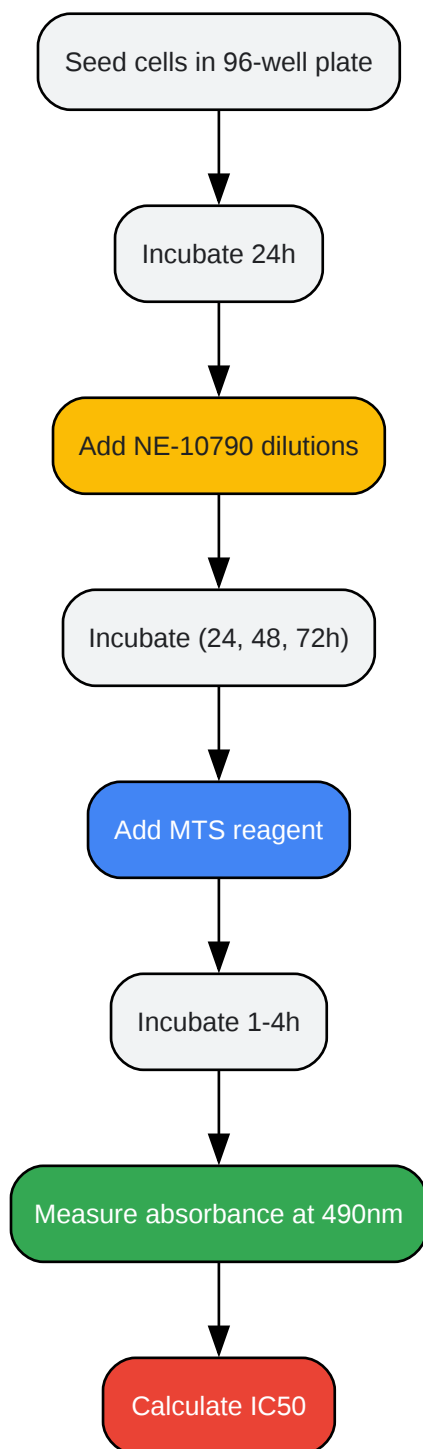 Seed cells in 96-well plate
Incubate 24h
Add NE-10790 dilutions
Incubate (24, 48, 72h)
Add MTS reagent
Incubate 1-4h
Measure absorbance at 490nm
Calculate IC50